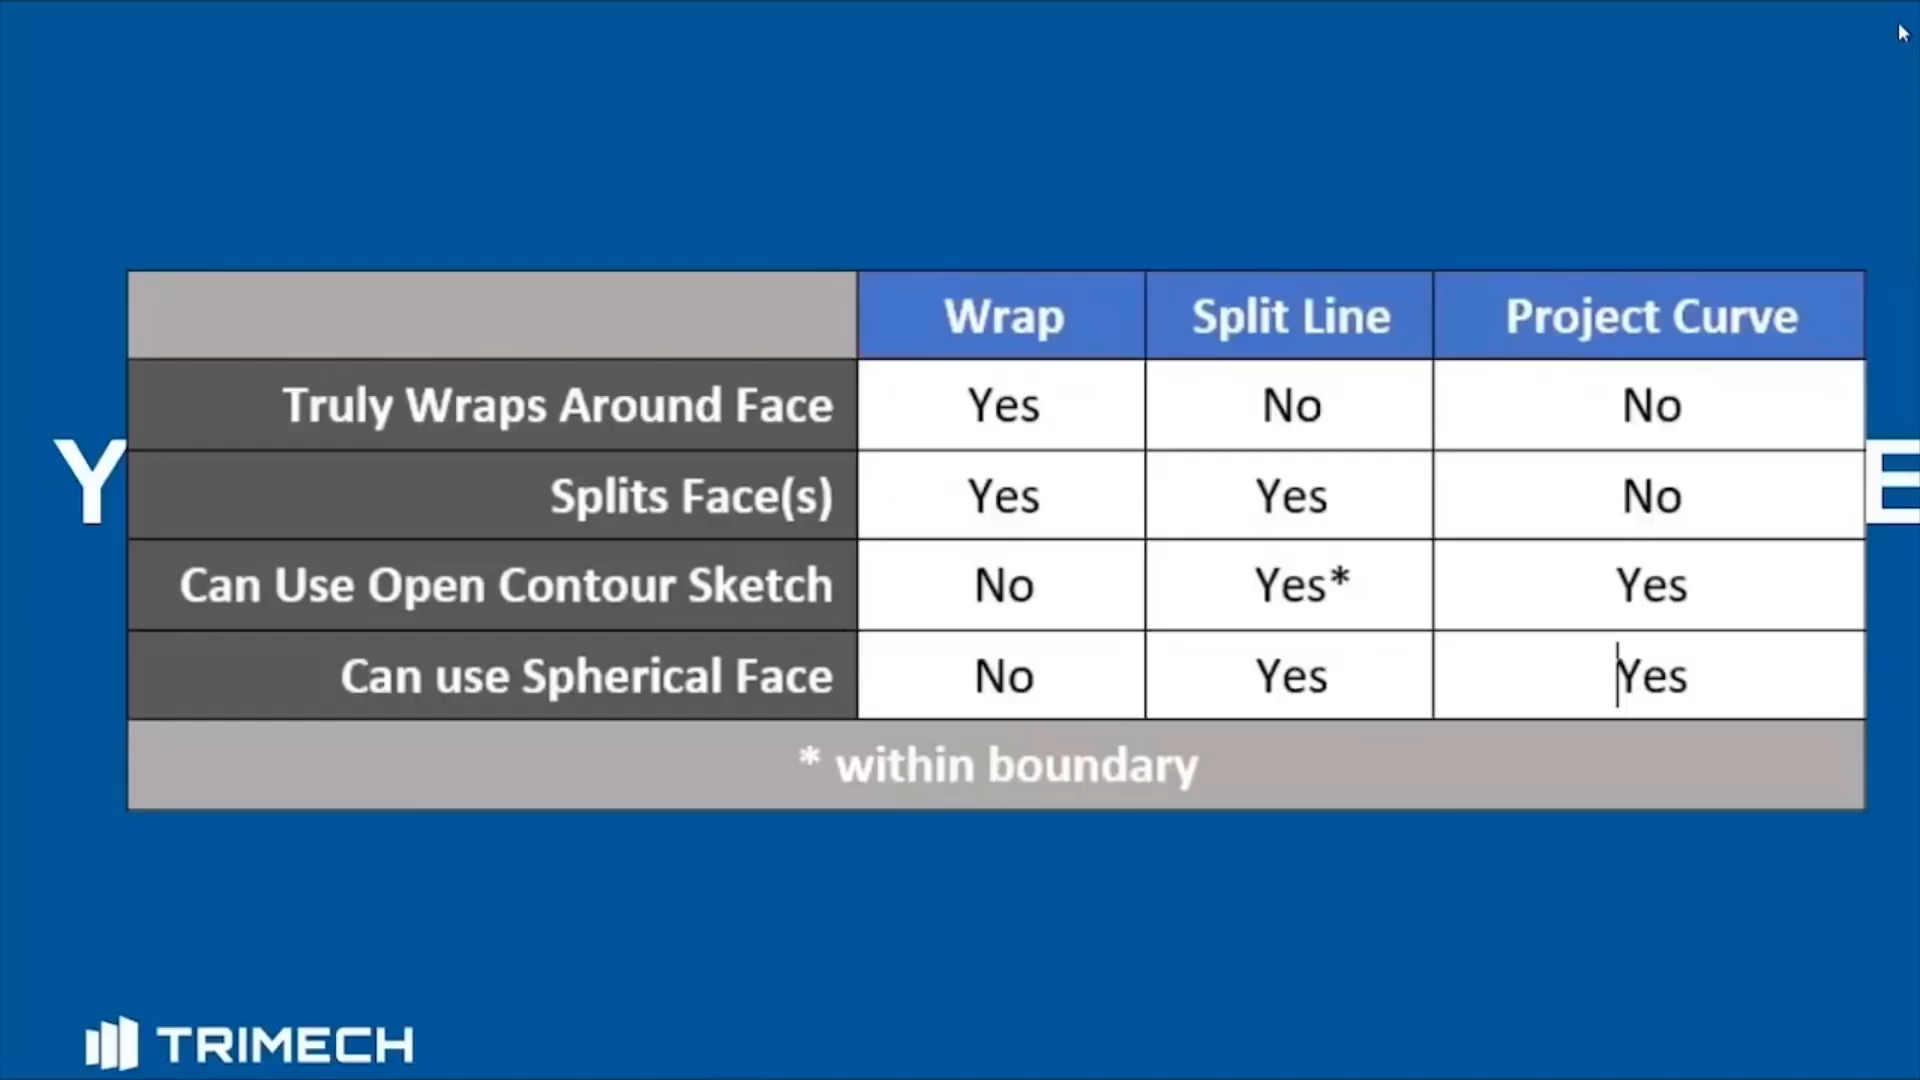 Wrap Split Line Project Curve
Truly Wraps Around Face Yes No No
Y E
Splits Face(s) Yes Yes No
Can Use Open Contour Sketch No Yes* Yes
Can use Spherical Face No Yes Yes
* within boundary
TRIMECH